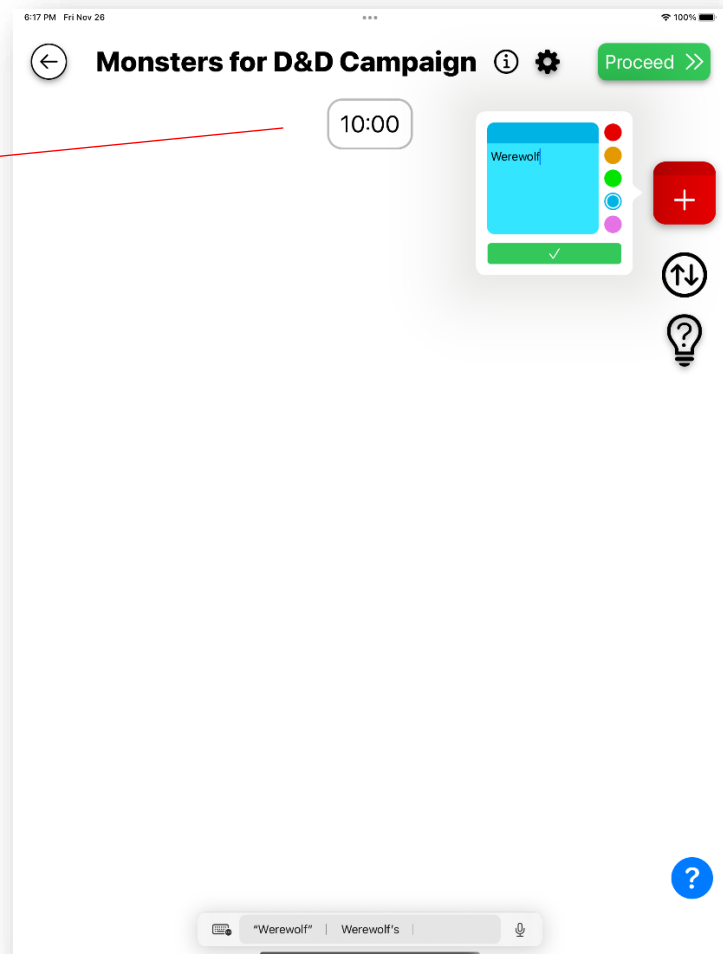 6:17 PM Fri Nov 26
100%
Monsters for D&D Campaign
Proceed
10:00
Werewolf
“Werewolf”
Werewolf's